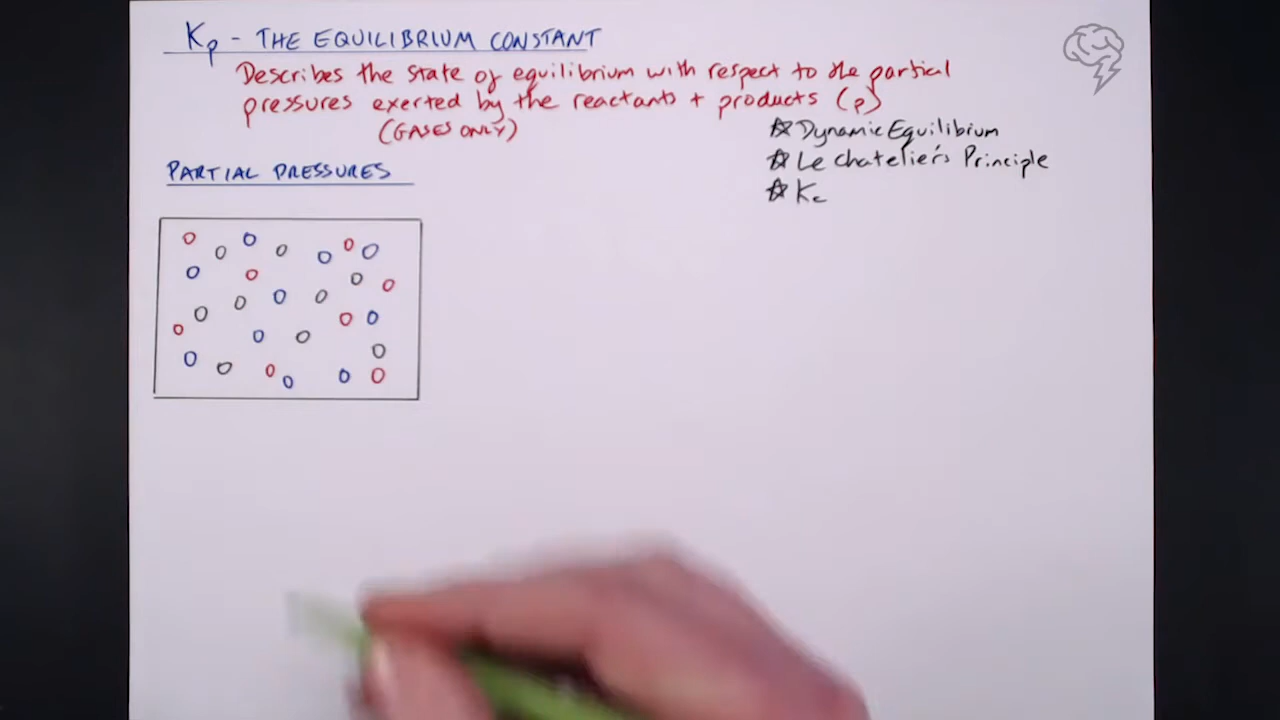 Kp - THE EQUILIBRIUM CONSTANT
Describes the state of equilibrium with respect to the partial
pressures exerted by the reactants + products (p)
(GASES ONLY)
☆ Dynamic Equilibrium
☆ Le Chatelier's Principle
☆ Kc
PARTIAL PRESSURES